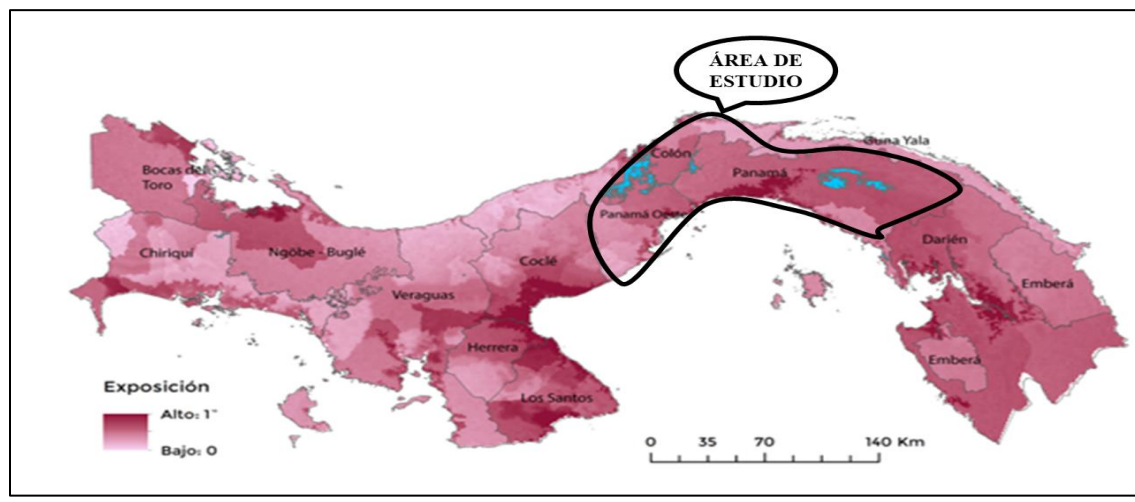 ÁREA DE
ESTUDIO
Guna Yala
Colón
Bocas del
Toro
Panamá
Panamá Oeste
Chiriquí
Ngöbe - Buglé
Coclé
Darién
Veraguas
Emberá
Herrera
Emberá
Los Santos
Exposición
Alto: 1
Bajo: 0
0 35 70 140 Km